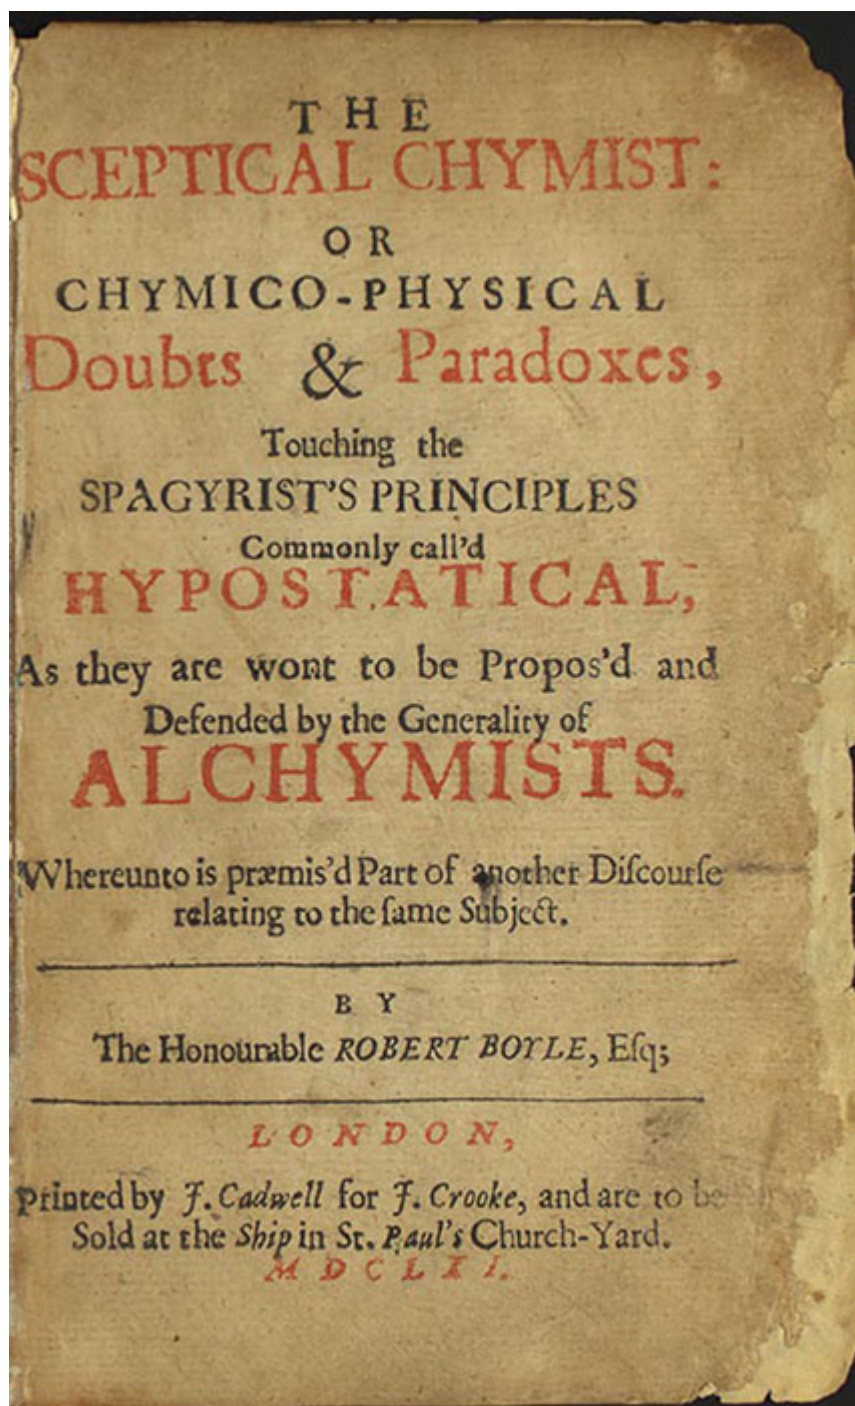 THE
SCEPTICAL CHYMIST:
OR
CHYMICO-PHYSICAL
Doubts & Paradoxes,
Touching the
SPAGYRIST'S PRINCIPLES
Commonly call'd
HYPOSTATICAL,
As they are wont to be Propos'd and
Defended by the Generality of
ALCHYMISTS.
Whereunto is præmis'd Part of another Diſcourſe
relating to the ſame Subject.
BY
The Honourable ROBERT BOYLE, Eſq;
LONDON,
Printed by J. Cadwell for J. Crooke, and are to be
Sold at the Ship in St. Paul's Church-Yard.
MDCLXI.